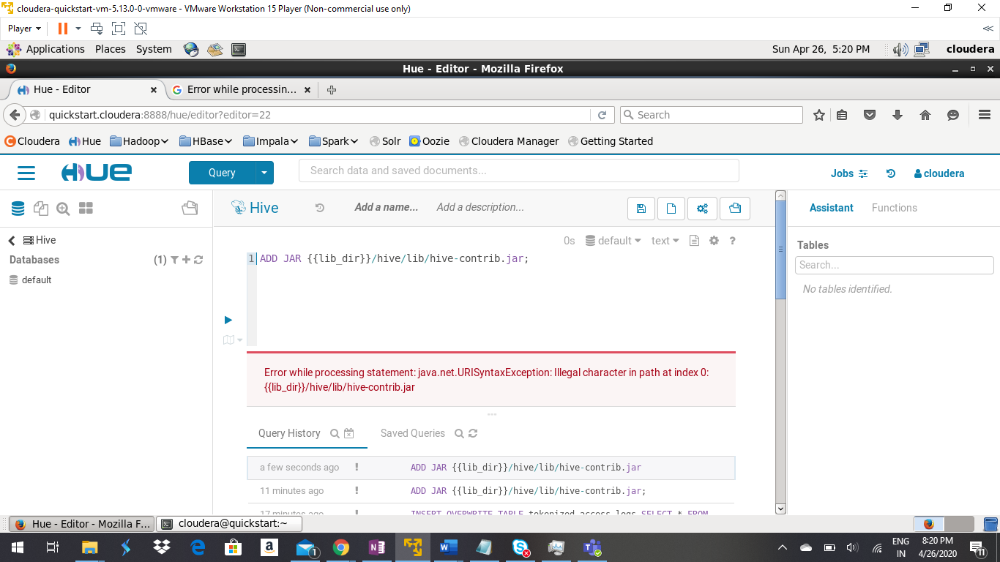 cloudera-quickstart-vm-5.13.0-0-vmware - VMware Workstation 15 Player (Non-commercial use only)
Player
Applications Places System Sun Apr 26, 5:20 PM cloudera
Hue - Editor - Mozilla Firefox
Hue - Editor Error while processin...
quickstart.cloudera:8888/hue/editor?editor=22 Search
Cloudera Hue Hadoop HBase Impala Spark Solr Oozie Cloudera Manager Getting Started
HUE Query Search data and saved documents... Jobs cloudera
Hive Add a name... Add a description... Assistant Functions
Hive 0s default text ?
Databases (1) Tables
default 1 ADD JAR {{lib_dir}}/hive/lib/hive-contrib.jar; Search...
No tables identified.
Error while processing statement: java.net.URISyntaxException: Illegal character in path at index 0:
{{lib_dir}}/hive/lib/hive-contrib.jar
Query History Saved Queries
a few seconds ago ! ADD JAR {{lib_dir}}/hive/lib/hive-contrib.jar
11 minutes ago ! ADD JAR {{lib_dir}}/hive/lib/hive-contrib.jar;
17 minutes ago ! INSERT OVERWRITE TABLE tokenized_access_logs SELECT * FROM
Hue - Editor - Mozilla F... cloudera@quickstart:~
ENG 8:20 PM
IN 4/26/2020 11
1